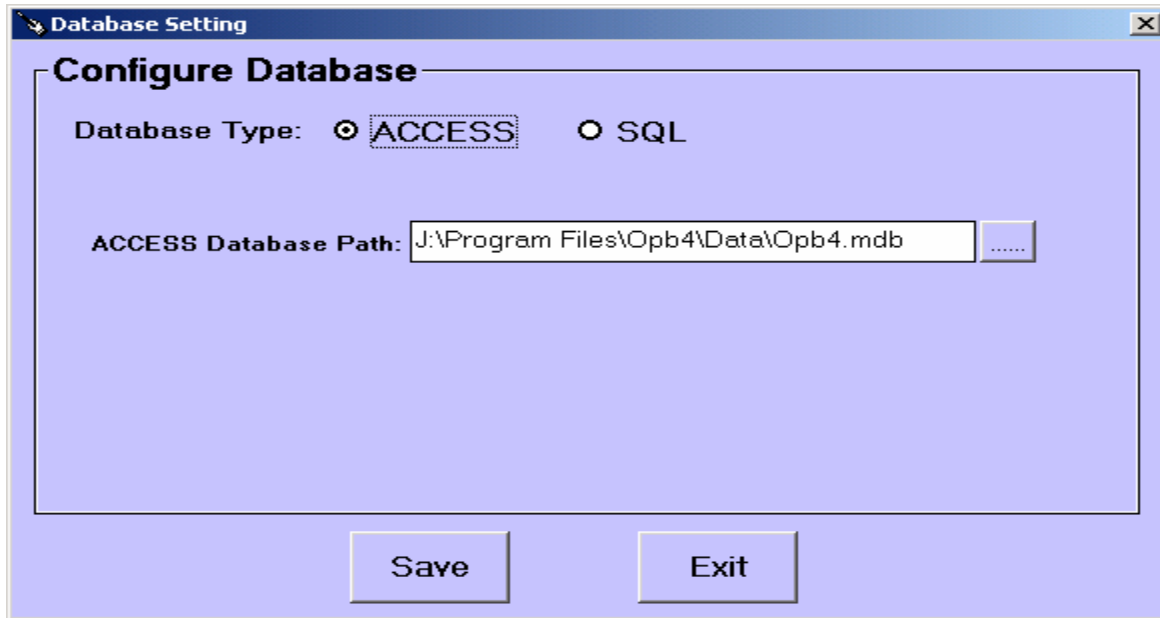 Database Setting
Configure Database
Database Type: ACCESS SQL
ACCESS Database Path: J:\Program Files\Opb4\Data\Opb4.mdb ......
Save Exit